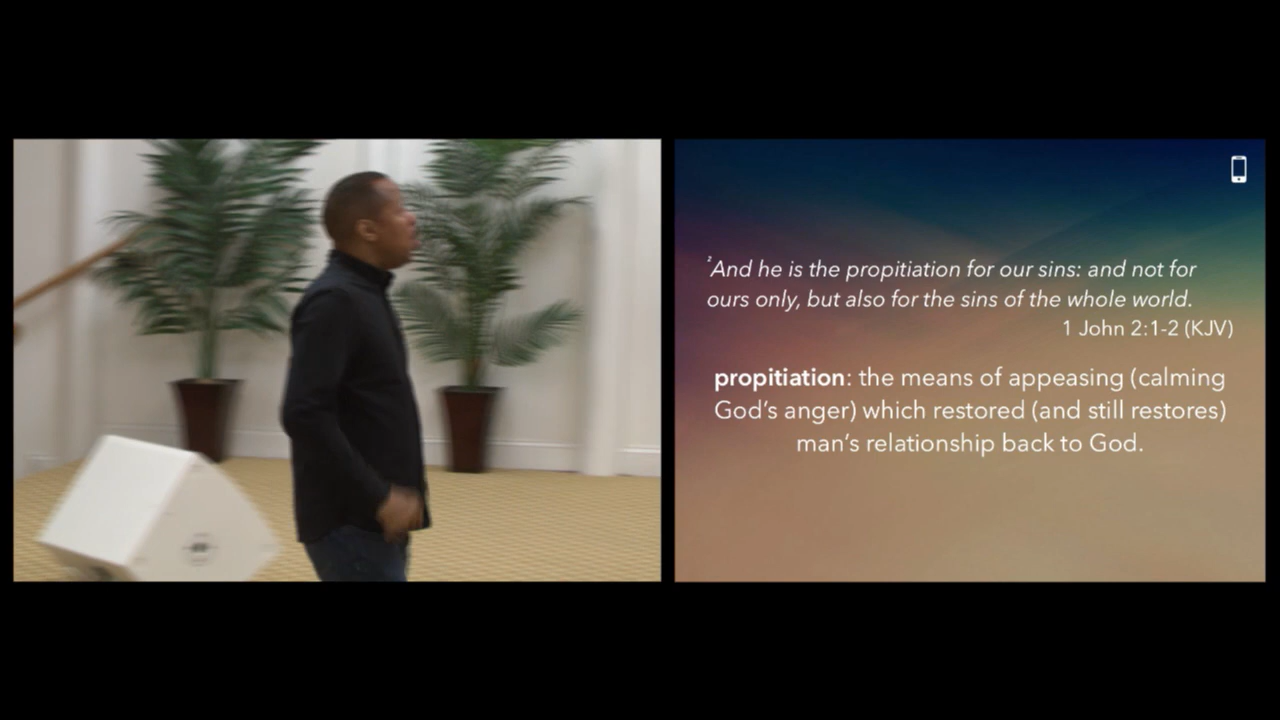 ²And he is the propitiation for our sins: and not for
ours only, but also for the sins of the whole world.
1 John 2:1-2 (KJV)
propitiation: the means of appeasing (calming
God’s anger) which restored (and still restores)
man’s relationship back to God.